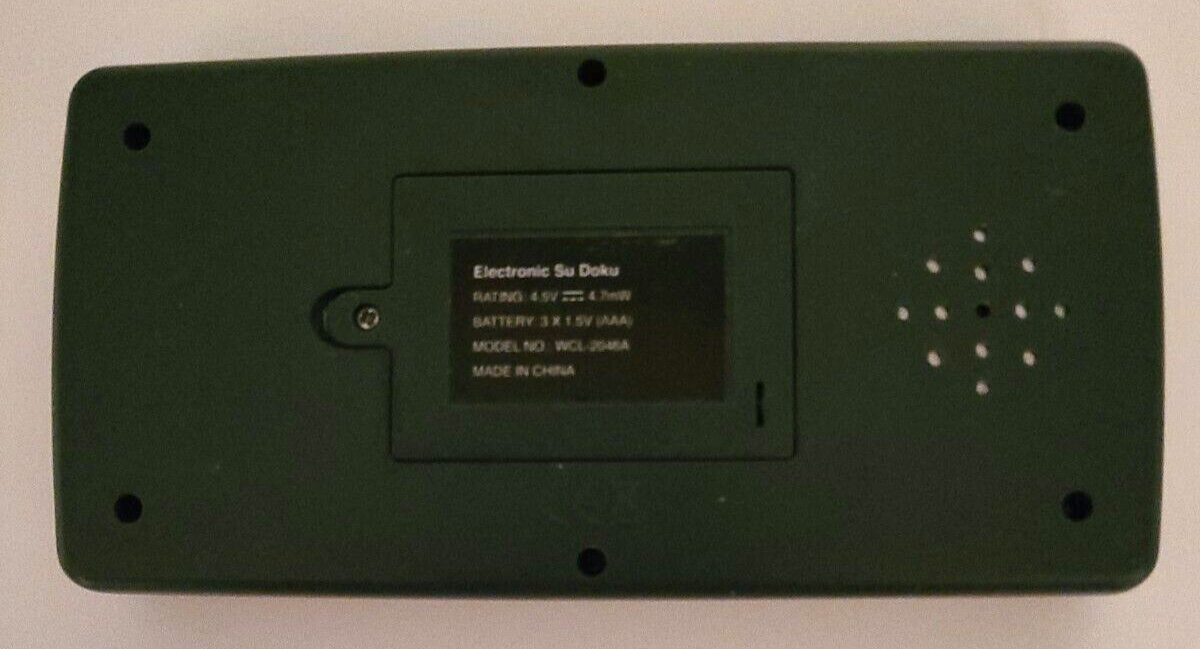 Electronic Su Doku
RATING: 4.5V ⎓ 4.7mW
BATTERY: 3 X 1.5V (AAA)
MODEL NO.: WCL-2046A
MADE IN CHINA